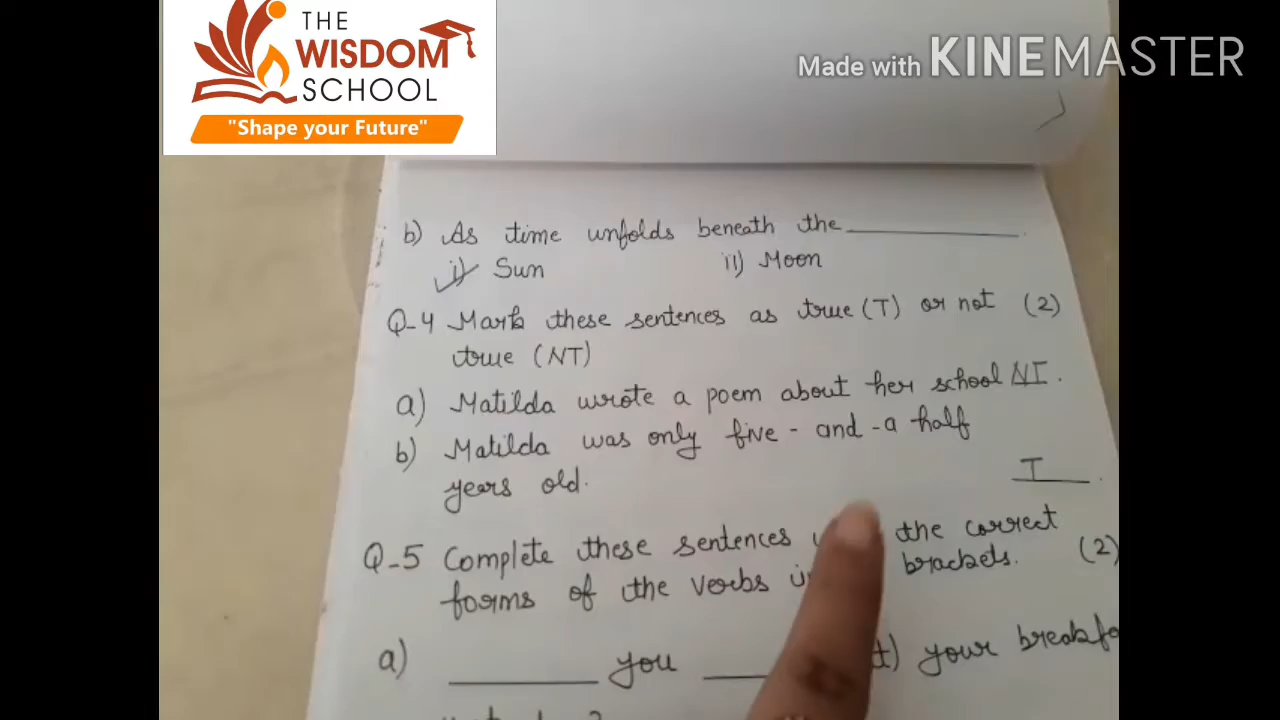 THE
WISDOM
SCHOOL
"Shape your Future"
Made with KINEMASTER
b) As time unfolds beneath the
i) Sun ii) Moon
Q-4 Mark these sentences as true (T) or not (2)
true (NT)
a) Matilda wrote a poem about her school NT.
b) Matilda was only five-and-a half
years old. T.
Q-5 Complete these sentences the correct
forms of the verbs in brackets. (2)
a) you your